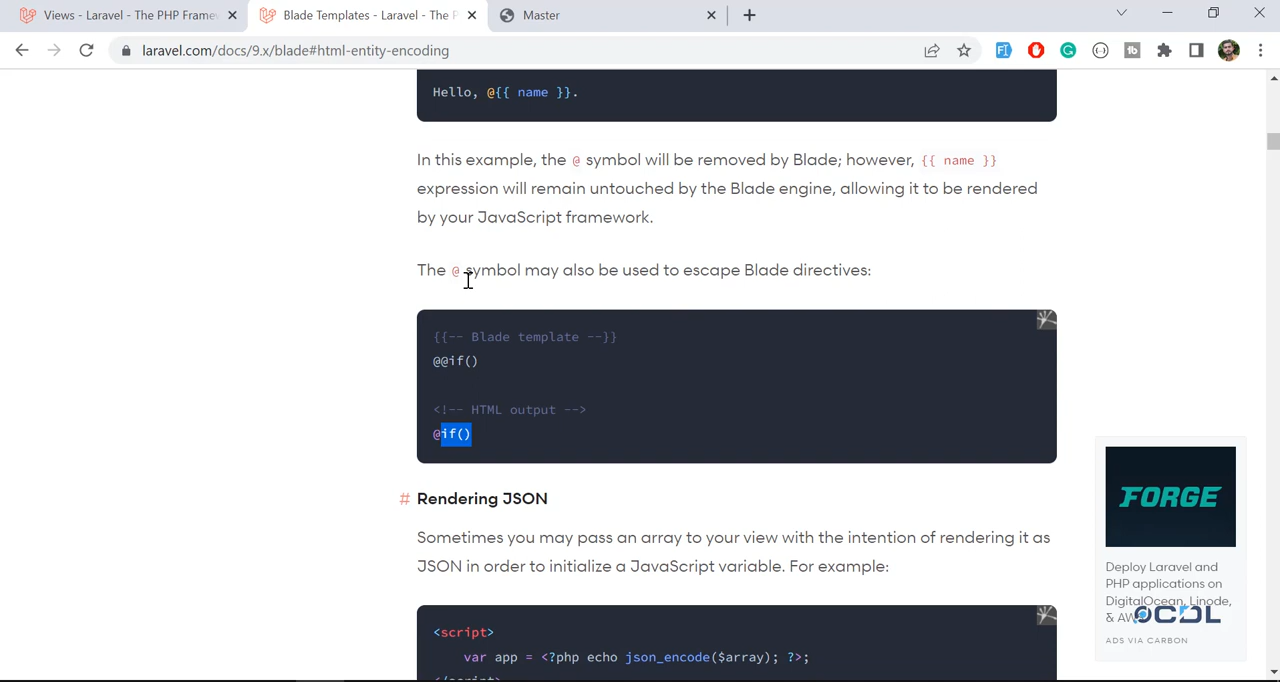 Views - Laravel - The PHP Framew
Blade Templates - Laravel - The P
Master
laravel.com/docs/9.x/blade#html-entity-encoding
Hello, @{{ name }}.
In this example, the @ symbol will be removed by Blade; however, {{ name }}
expression will remain untouched by the Blade engine, allowing it to be rendered
by your JavaScript framework.
The @ symbol may also be used to escape Blade directives:
{{-- Blade template --}}
@@if()
<!-- HTML output -->
@if()
# Rendering JSON
Sometimes you may pass an array to your view with the intention of rendering it as
JSON in order to initialize a JavaScript variable. For example:
<script>
var app = <?php echo json_encode($array); ?>;
</script>
FORGE
Deploy Laravel and
PHP applications on
DigitalOcean, Linode,
& AW
OCDL
ADS VIA CARBON